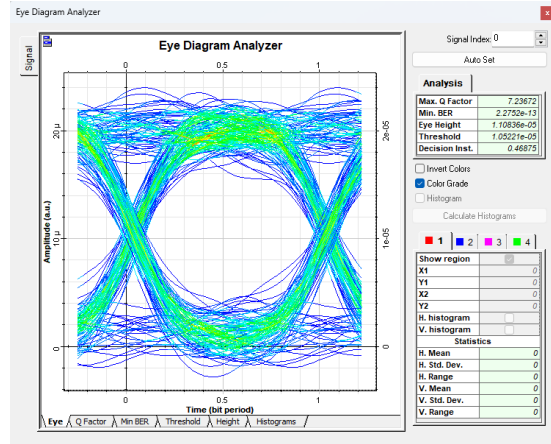 Eye Diagram Analyzer
x
Signal
Eye Diagram Analyzer
0 0.5 1
Amplitude (a.u.)
20 µ
10 µ
0
2e-05
1e-05
0
0 0.5 1
Time (bit period)
Eye Q Factor Min BER Threshold Height Histograms
Signal Index: 0
Auto Set
Analysis
Max. Q Factor 7.23672
Min. BER 2.2752e-13
Eye Height 1.10836e-05
Threshold 1.05221e-05
Decision Inst. 0.46875
Invert Colors
Color Grade
Histogram
Calculate Histograms
1 2 3 4
Show region
X1 0
Y1 0
X2 0
Y2 0
H. histogram
V. histogram
Statistics
H. Mean 0
H. Std. Dev. 0
H. Range 0
V. Mean 0
V. Std. Dev. 0
V. Range 0